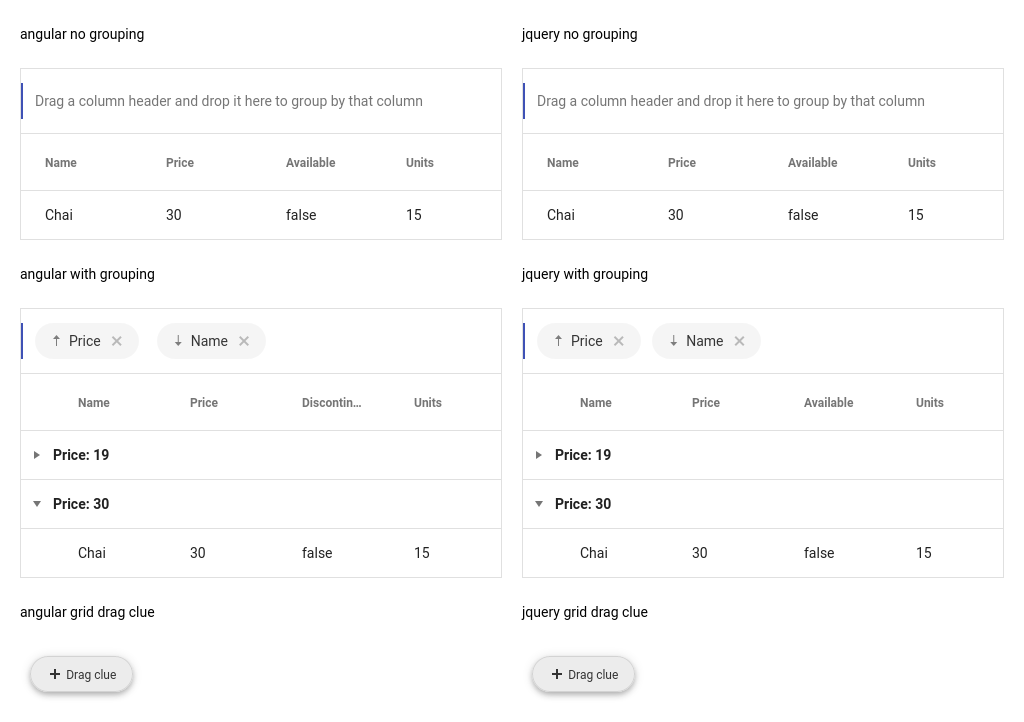 angular no grouping
Drag a column header and drop it here to group by that column
Name Price Available Units
Chai 30 false 15
jquery no grouping
Drag a column header and drop it here to group by that column
Name Price Available Units
Chai 30 false 15
angular with grouping
↑ Price × ↓ Name ×
Name Price Discontin... Units
Price: 19
Price: 30
Chai 30 false 15
jquery with grouping
↑ Price × ↓ Name ×
Name Price Available Units
Price: 19
Price: 30
Chai 30 false 15
angular grid drag clue
+ Drag clue
jquery grid drag clue
+ Drag clue